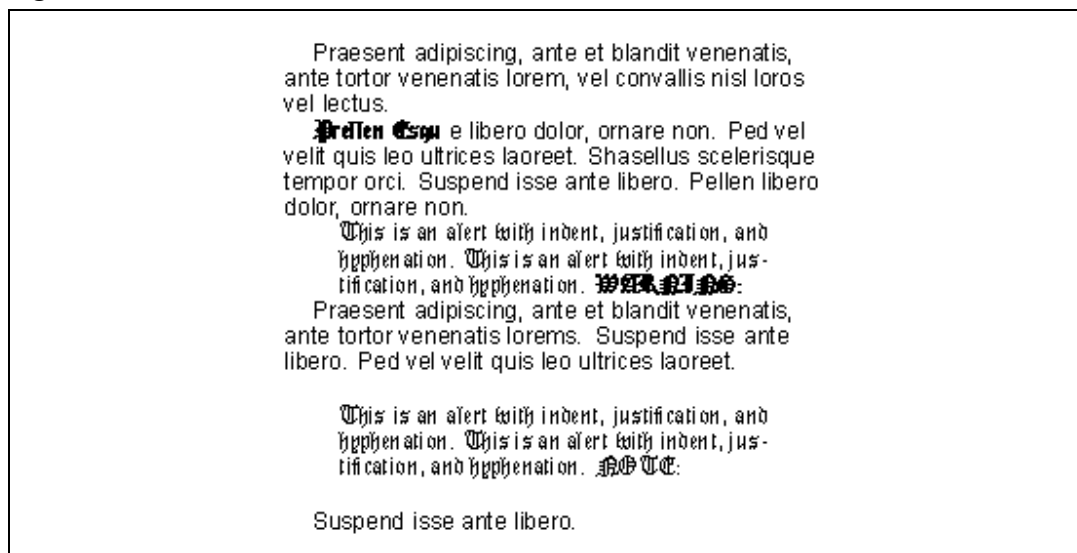 Praesent adipiscing, ante et blandit venenatis,
ante tortor venenatis lorem, vel convallis nisl loros
vel lectus.
Prellen Esqu e libero dolor, ornare non. Ped vel
velit quis leo ultrices laoreet. Shasellus scelerisque
tempor orci. Suspend isse ante libero. Pellen libero
dolor, ornare non.
This is an alert with indent, justification, and
hyphenation. This is an alert with indent, jus-
tification, and hyphenation. WARNING:
Praesent adipiscing, ante et blandit venenatis,
ante tortor venenatis lorems. Suspend isse ante
libero. Ped vel velit quis leo ultrices laoreet.
This is an alert with indent, justification, and
hyphenation. This is an alert with indent, jus-
tification, and hyphenation. NOTE:
Suspend isse ante libero.